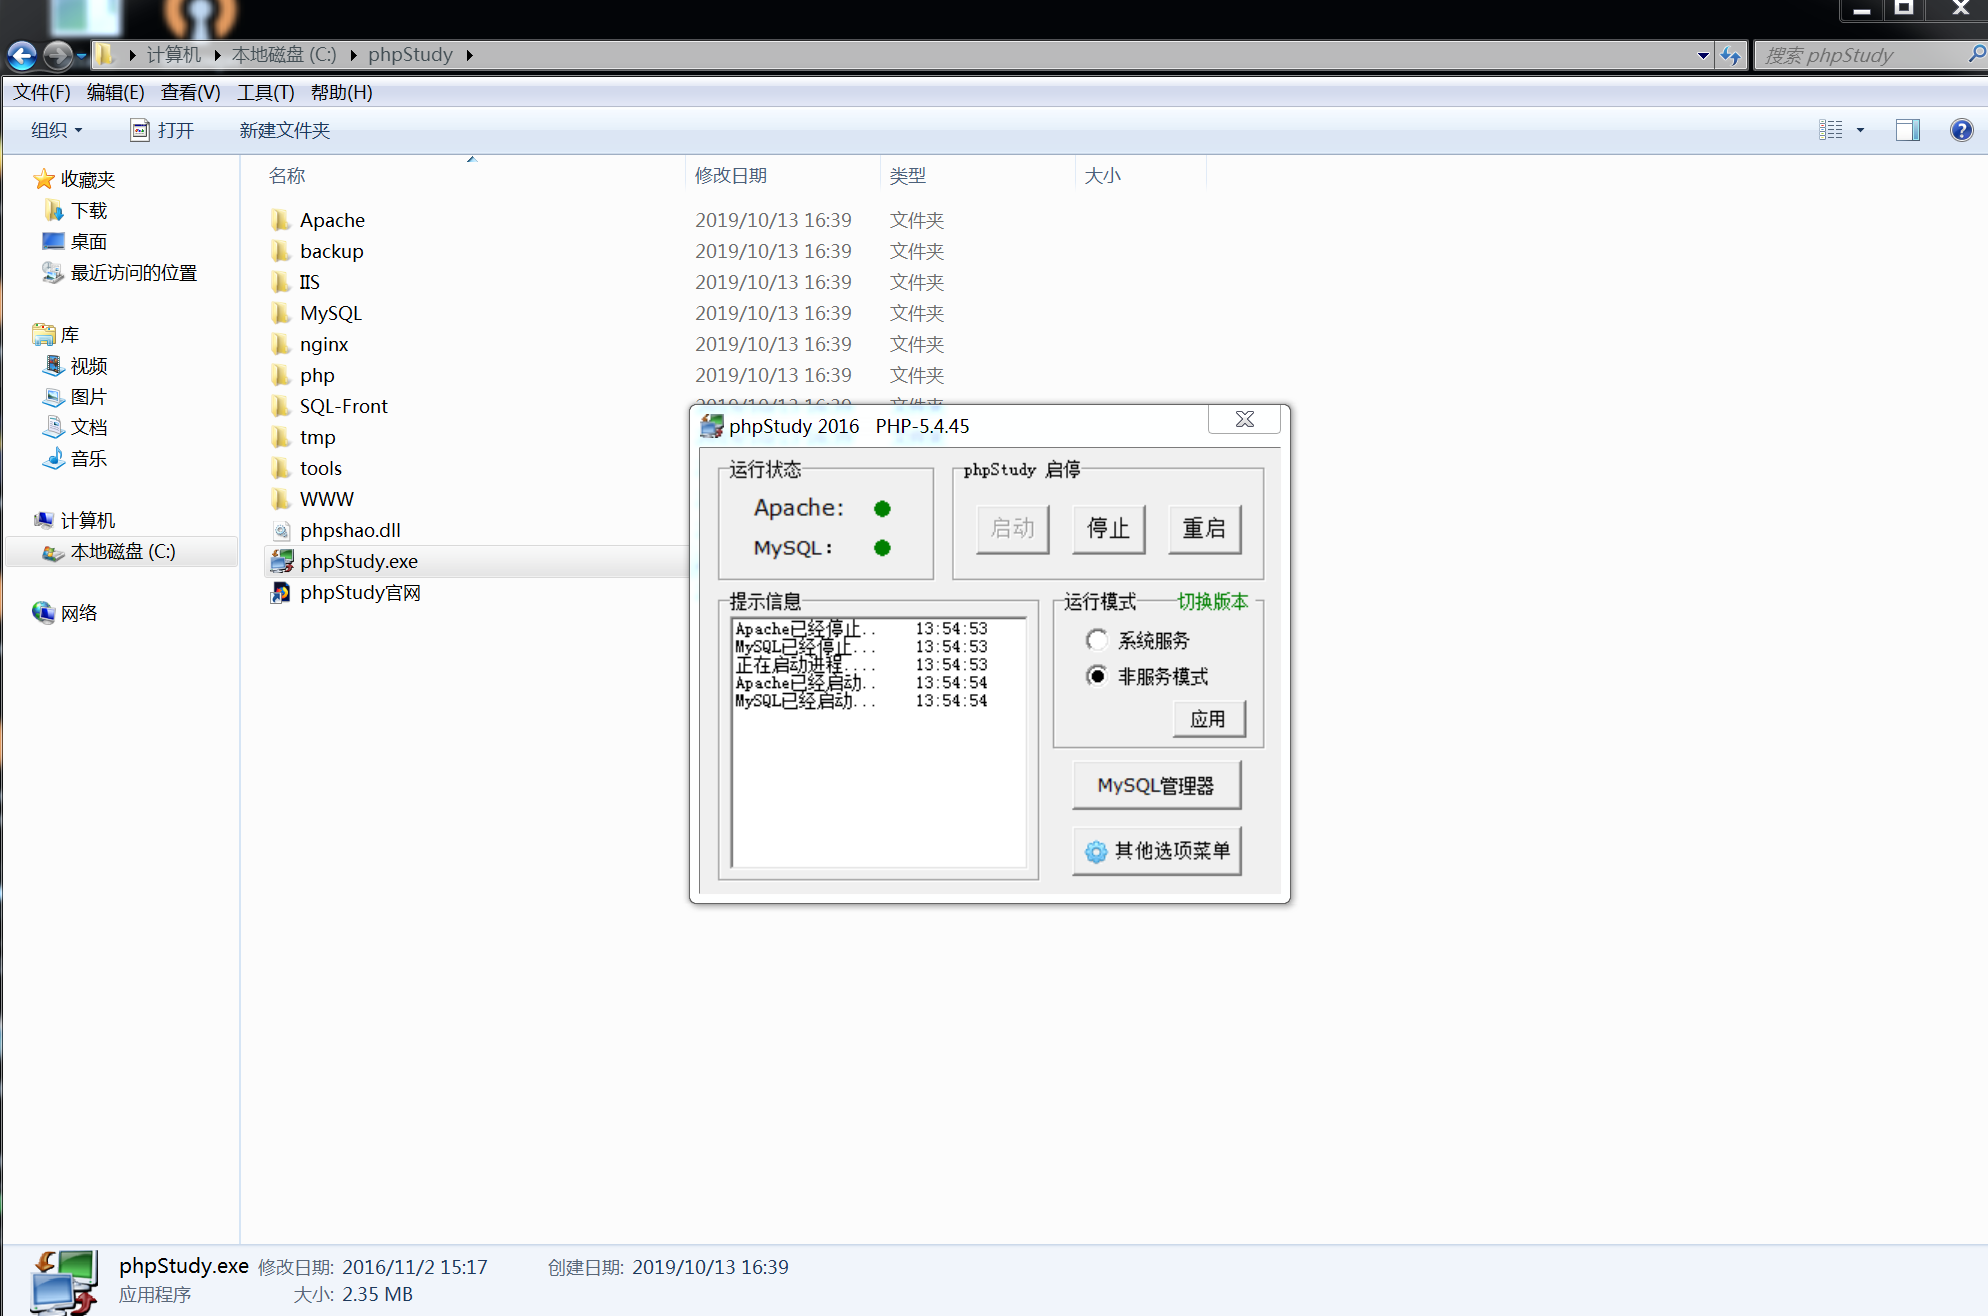 计算机 本地磁盘 (C:) phpStudy
搜索 phpStudy
文件(F) 编辑(E) 查看(V) 工具(T) 帮助(H)
组织 打开 新建文件夹
收藏夹
下载
桌面
最近访问的位置
库
视频
图片
文档
音乐
计算机
本地磁盘 (C:)
网络
名称 修改日期 类型 大小
Apache 2019/10/13 16:39 文件夹
backup 2019/10/13 16:39 文件夹
IIS 2019/10/13 16:39 文件夹
MySQL 2019/10/13 16:39 文件夹
nginx 2019/10/13 16:39 文件夹
php 2019/10/13 16:39 文件夹
SQL-Front
tmp
tools
WWW
phpshao.dll
phpStudy.exe
phpStudy官网
phpStudy 2016 PHP-5.4.45
运行状态
Apache:
MySQL:
phpStudy 启停
启动 停止 重启
提示信息
Apache已经停止.. 13:54:53
MySQL已经停止... 13:54:53
正在启动进程.... 13:54:53
Apache已经启动.. 13:54:54
MySQL已经启动... 13:54:54
运行模式 切换版本
系统服务
非服务模式
应用
MySQL管理器
其他选项菜单
phpStudy.exe 修改日期: 2016/11/2 15:17 创建日期: 2019/10/13 16:39
应用程序 大小: 2.35 MB